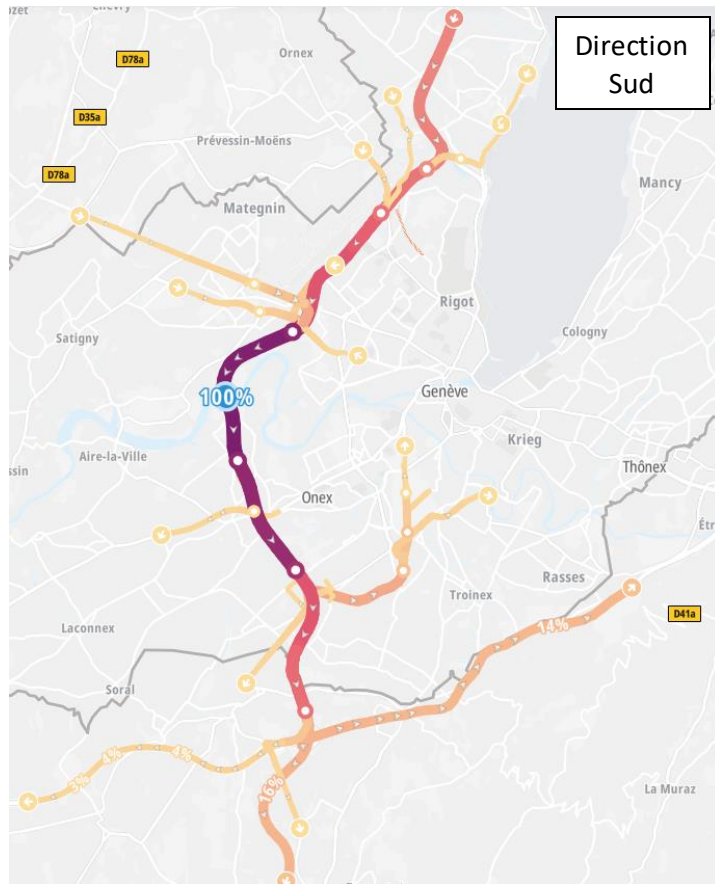 Chevry
Direction
Sud
Ornex
D78a
D35a
Prévessin-Moëns
D78a
Mancy
Mategnin
Rigot
Satigny
Cologny
Genève
100%
Krieg
Aire-la-Ville
Thônex
Onex
Rasses
Troinex
D41a
14%
Laconnex
Soral
4%
4%
3%
16%
La Muraz